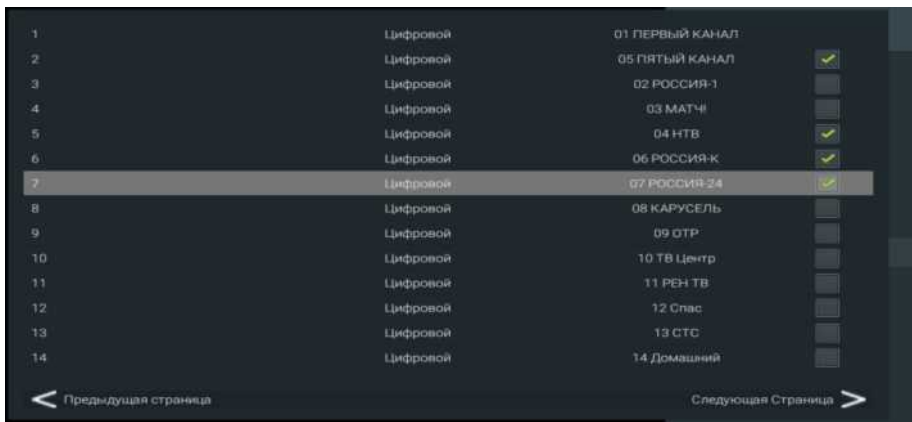 1 Цифровой 01 ПЕРВЫЙ КАНАЛ
2 Цифровой 05 ПЯТЫЙ КАНАЛ
3 Цифровой 02 РОССИЯ-1
4 Цифровой 03 МАТЧ!
5 Цифровой 04 НТВ
6 Цифровой 06 РОССИЯ-К
7 Цифровой 07 РОССИЯ-24
8 Цифровой 08 КАРУСЕЛЬ
9 Цифровой 09 ОТР
10 Цифровой 10 ТВ Центр
11 Цифровой 11 РЕН ТВ
12 Цифровой 12 Спас
13 Цифровой 13 СТС
14 Цифровой 14 Домашний
Предыдущая страница Следующая Страница